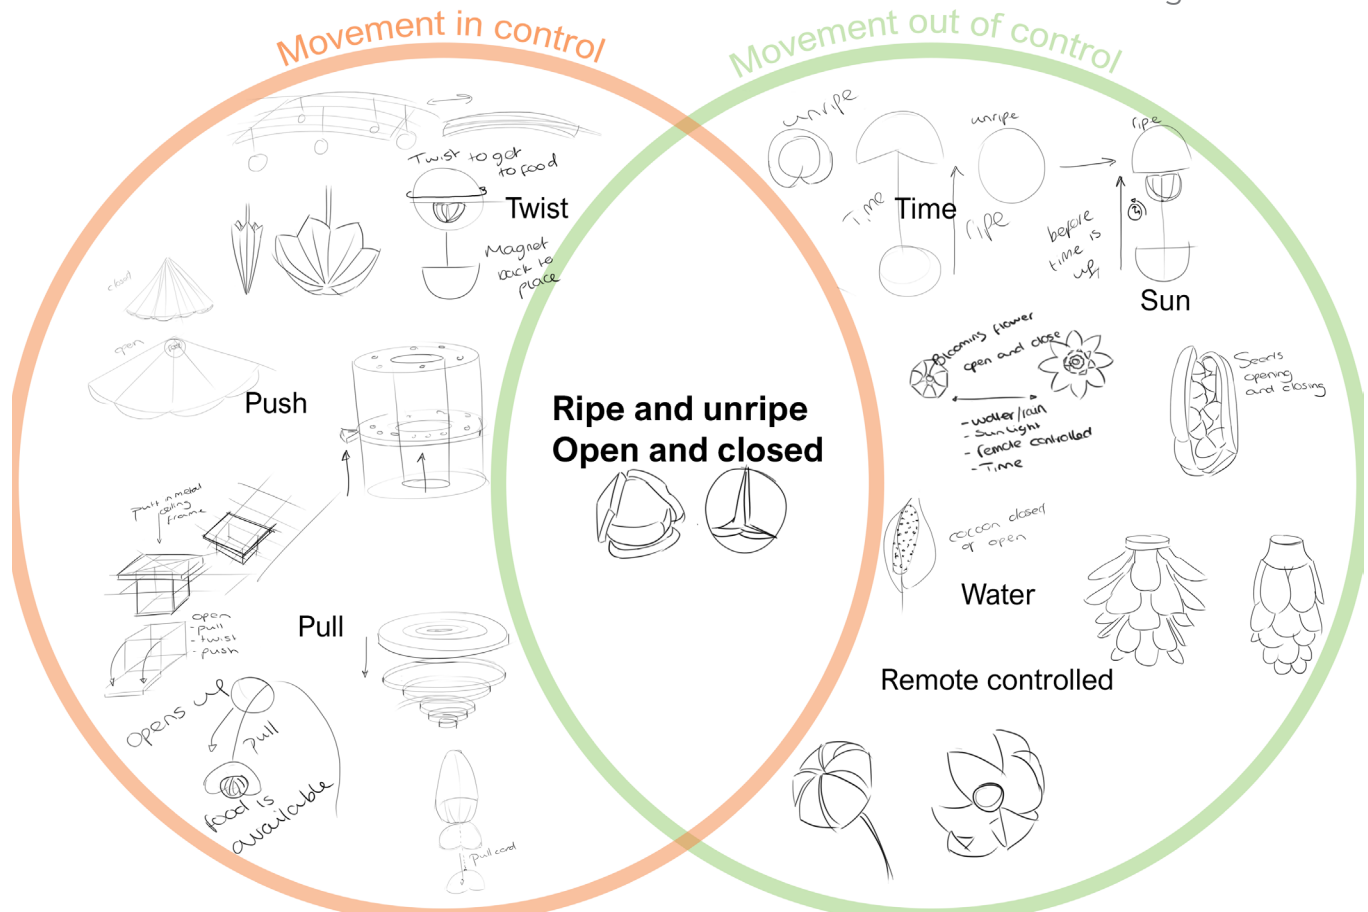 Movement in control
Movement out of control
Twist to get
to food
Twist
Magnet
back to
place
closed
open
Push
pull in metal
ceiling
frame
open
- pull
- twist
- push
Pull
opens up
pull
food is
available
pull cord
Ripe and unripe
Open and closed
unripe
unripe
ripe
Time
Time
ripe
before
time is
up
Sun
Blooming flower
open and close
- water/rain
- sunlight
- remote controlled
- Time
Seeds
opening
and closing
cocoon closed
or open
Water
Remote controlled